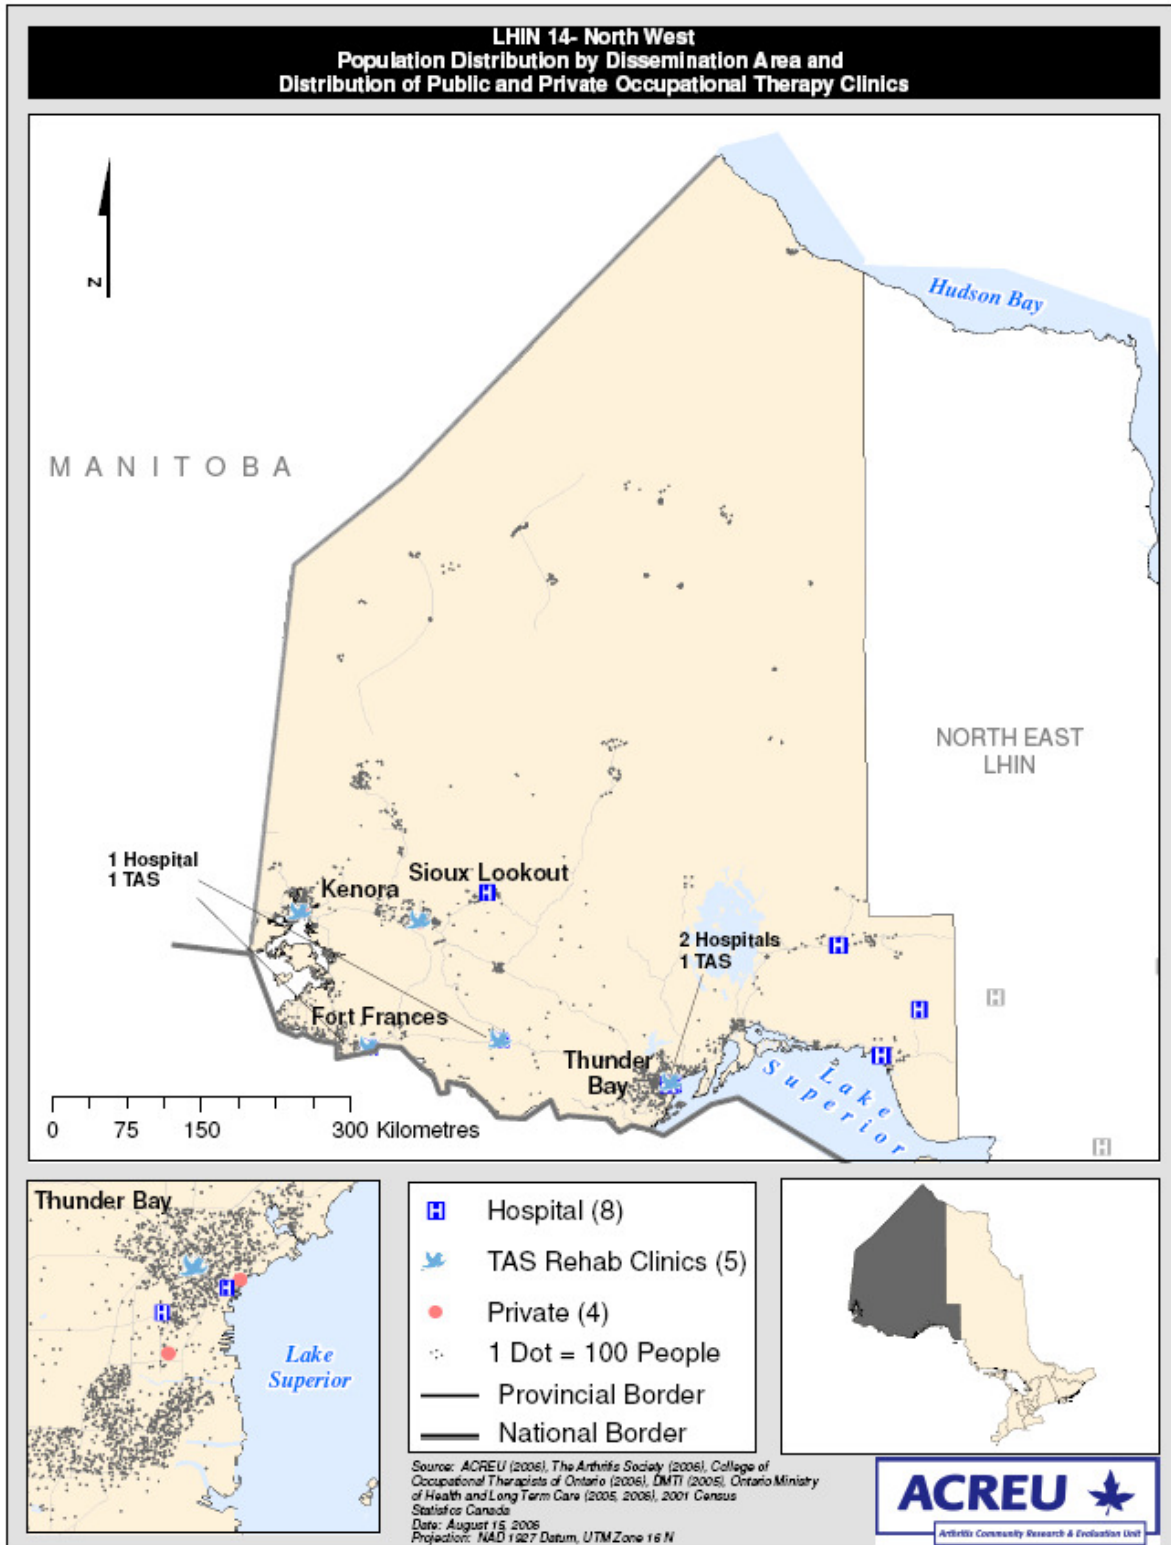 LHIN 14- North West
Population Distribution by Dissemination Area and
Distribution of Public and Private Occupational Therapy Clinics
N
Hudson Bay
MANITOBA
NORTH EAST
LHIN
1 Hospital
1 TAS
Kenora
Sioux Lookout
2 Hospitals
1 TAS
Fort Frances
Thunder
Bay
Lake
Superior
0 75 150 300 Kilometres
H
H
H
H
H
H
Thunder Bay
H
H
Lake
Superior
H Hospital (8)
TAS Rehab Clinics (5)
Private (4)
1 Dot = 100 People
Provincial Border
National Border
Source: ACREU (2006), The Arthritis Society (2006), College of
Occupational Therapists of Ontario (2006), DMTI (2005), Ontario Ministry
of Health and Long Term Care (2005, 2006), 2001 Census
Statistics Canada
Date: August 15, 2006
Projection: NAD 1927 Datum, UTM Zone 16 N
ACREU
Arthritis Community Research & Evaluation Unit